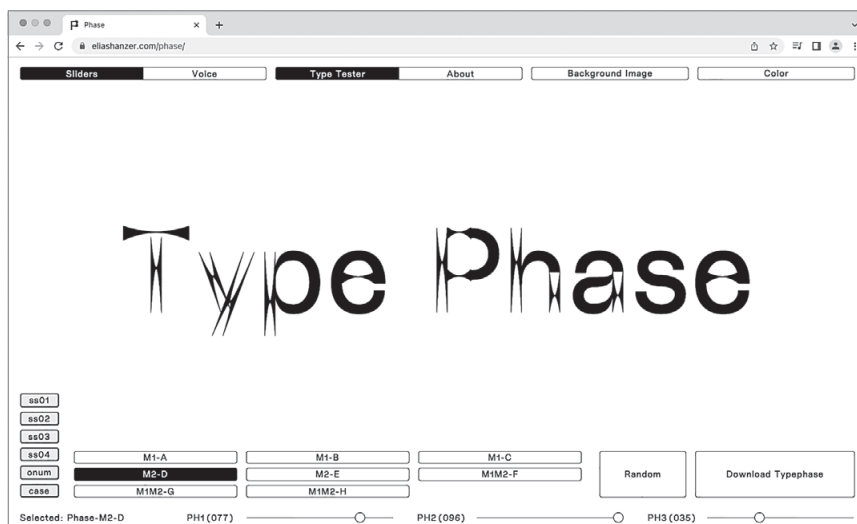 Phase
eliashanzer.com/phase/
Sliders Voice Type Tester About Background Image Color
Type Phase
ss01
ss02
ss03
ss04
onum
case
M1-A M1-B M1-C
M2-D M2-E M1M2-F
M1M2-G M1M2-H
Random Download Typephase
Selected: Phase-M2-D PH1(077) PH2(096) PH3(035)